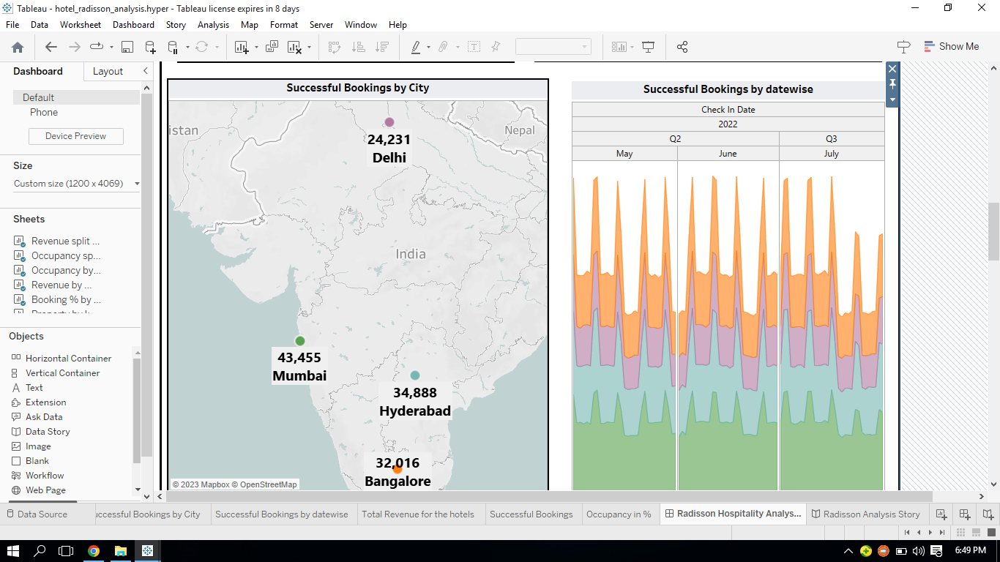 Tableau - hotel_radisson_analysis.hyper - Tableau license expires in 8 days
File Data Worksheet Dashboard Story Analysis Map Format Server Window Help
Show Me
Dashboard Layout
Default
Phone
Device Preview
Size
Custom size (1200 x 4069)
Sheets
Revenue split ...
Occupancy sp...
Occupancy by...
Revenue by ...
Booking % by ...
Objects
Horizontal Container
Vertical Container
Text
Extension
Ask Data
Data Story
Image
Blank
Workflow
Web Page
Successful Bookings by City
istan
Nepal
24,231
Delhi
India
43,455
Mumbai
34,888
Hyderabad
32,016
Bangalore
© 2023 Mapbox © OpenStreetMap
Successful Bookings by datewise
Check In Date
2022
Q2 Q3
May June July
Data Source
uccessful Bookings by City
Successful Bookings by datewise
Total Revenue for the hotels
Successful Bookings
Occupancy in %
Radisson Hospitality Analys...
Radisson Analysis Story
6:49 PM